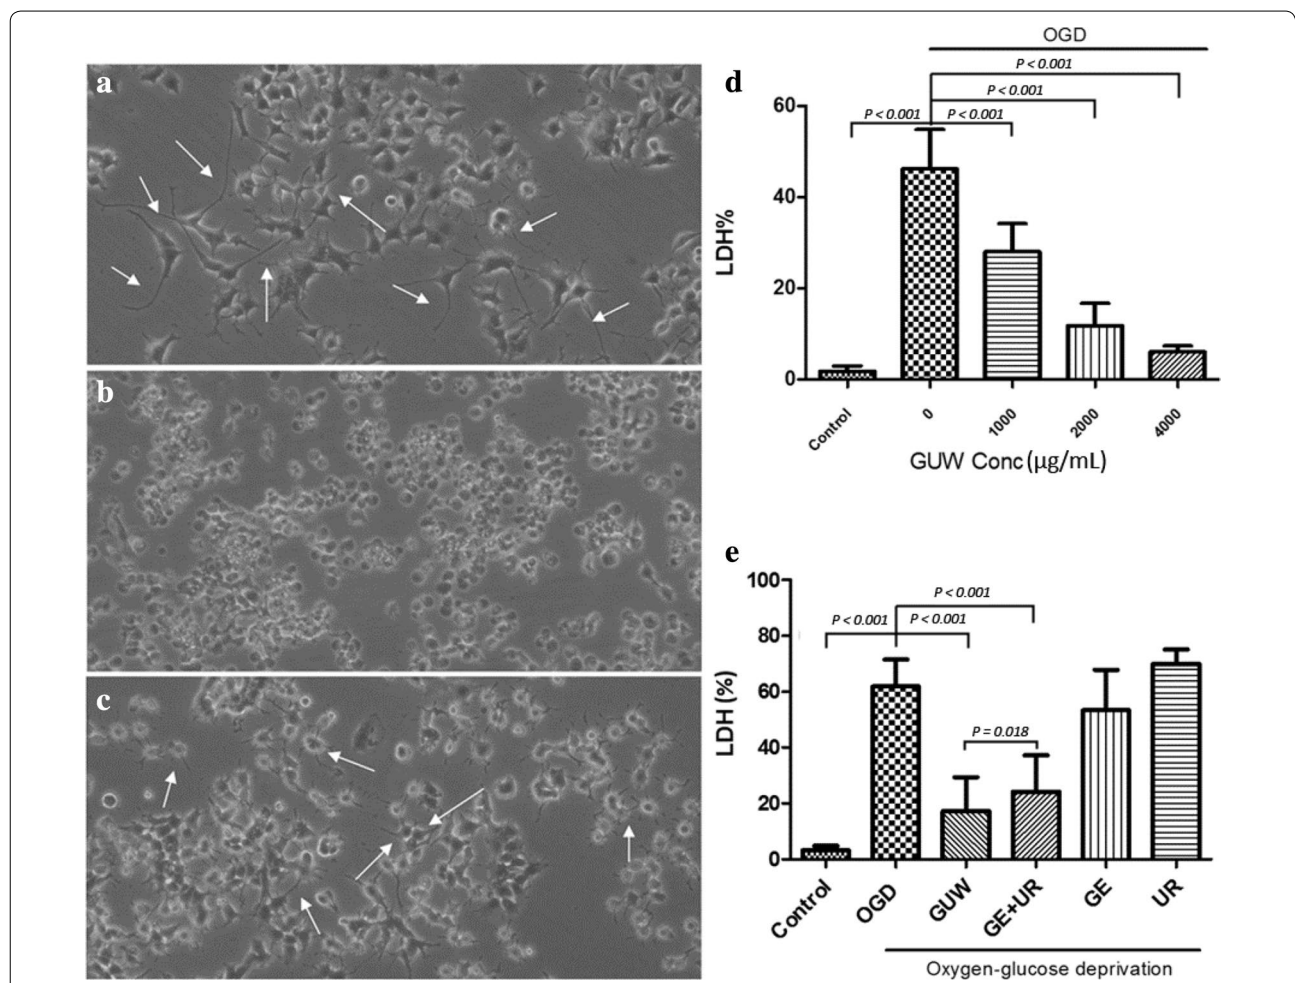 a
b
c
d
OGD
P < 0.001
P < 0.001
P < 0.001
P < 0.001
60
40
20
0
LDH%
Control
0
1000
2000
4000
GUW Conc (µg/mL)
e
100
80
60
40
20
0
LDH (%)
P < 0.001
P < 0.001
P < 0.001
P = 0.018
Control
OGD
GUW
GE+UR
GE
UR
Oxygen-glucose deprivation